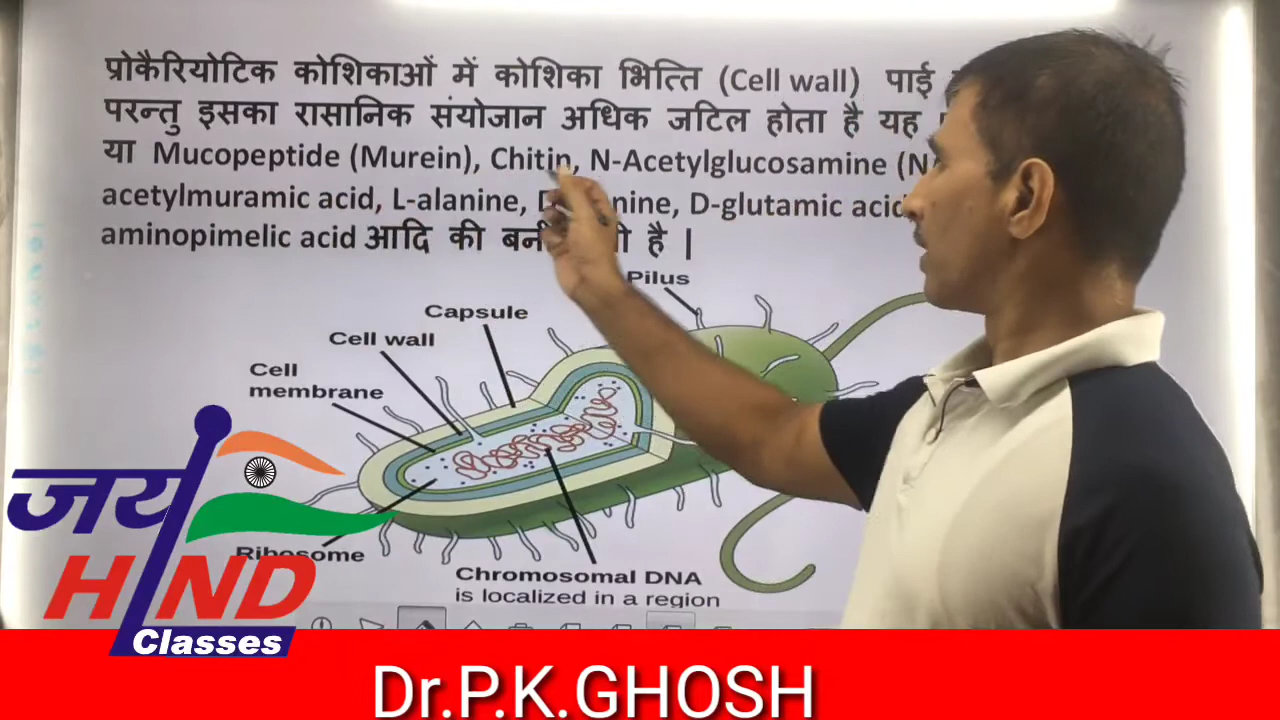 प्रोकैरियोटिक कोशिकाओं में कोशिका भित्ति (Cell wall) पाई
परन्तु इसका रासानिक संयोजान अधिक जटिल होता है यह
या Mucopeptide (Murein), Chitin, N-Acetylglucosamine
acetylmuramic acid, L-alanine, D-glutamic acid
aminopimelic acid आदि की है |
Pilus
Capsule
Cell wall
Cell
membrane
Ribosome
Chromosomal DNA
is localized in a region
जय
HIND
Classes
Dr.P.K.GHOSH